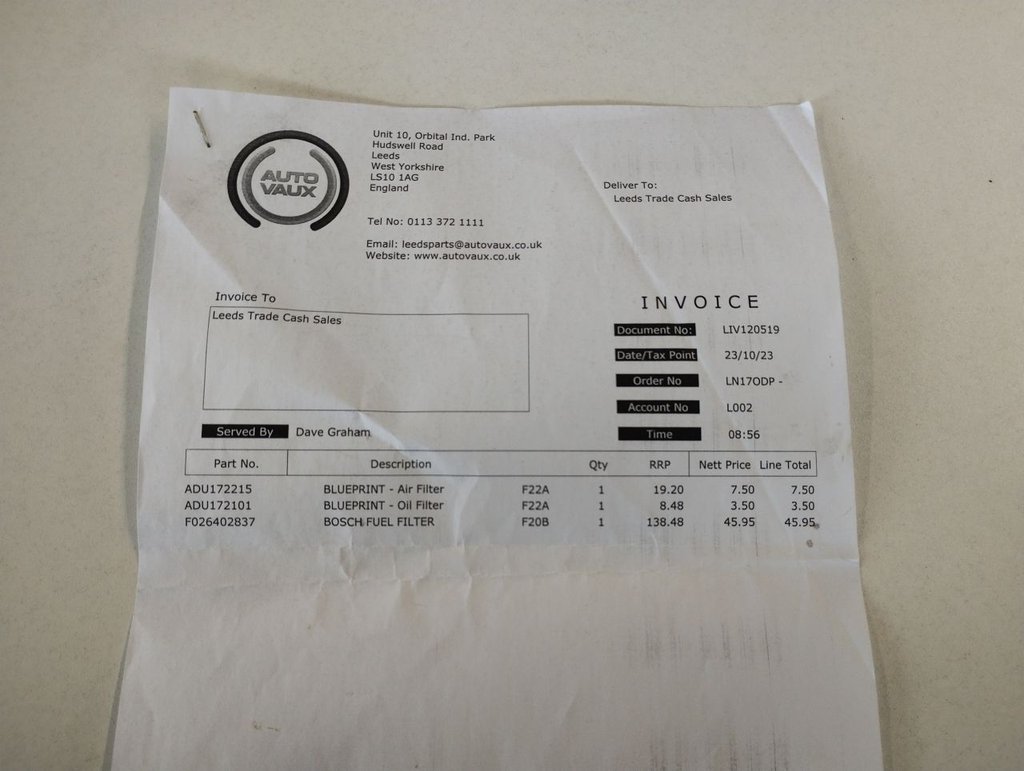 AUTO
VAUX
Unit 10, Orbital Ind. Park
Hudswell Road
Leeds
West Yorkshire
LS10 1AG
England
Tel No: 0113 372 1111
Email: leedsparts@autovaux.co.uk
Website: www.autovaux.co.uk
Deliver To:
Leeds Trade Cash Sales
Invoice To
Leeds Trade Cash Sales
INVOICE
Document No: LIV120519
Date/Tax Point 23/10/23
Order No LN17ODP -
Account No L002
Time 08:56
Served By Dave Graham
Part No. Description Qty RRP Nett Price Line Total
ADU172215 BLUEPRINT - Air Filter F22A 1 19.20 7.50 7.50
ADU172101 BLUEPRINT - Oil Filter F22A 1 8.48 3.50 3.50
F026402837 BOSCH FUEL FILTER F20B 1 138.48 45.95 45.95